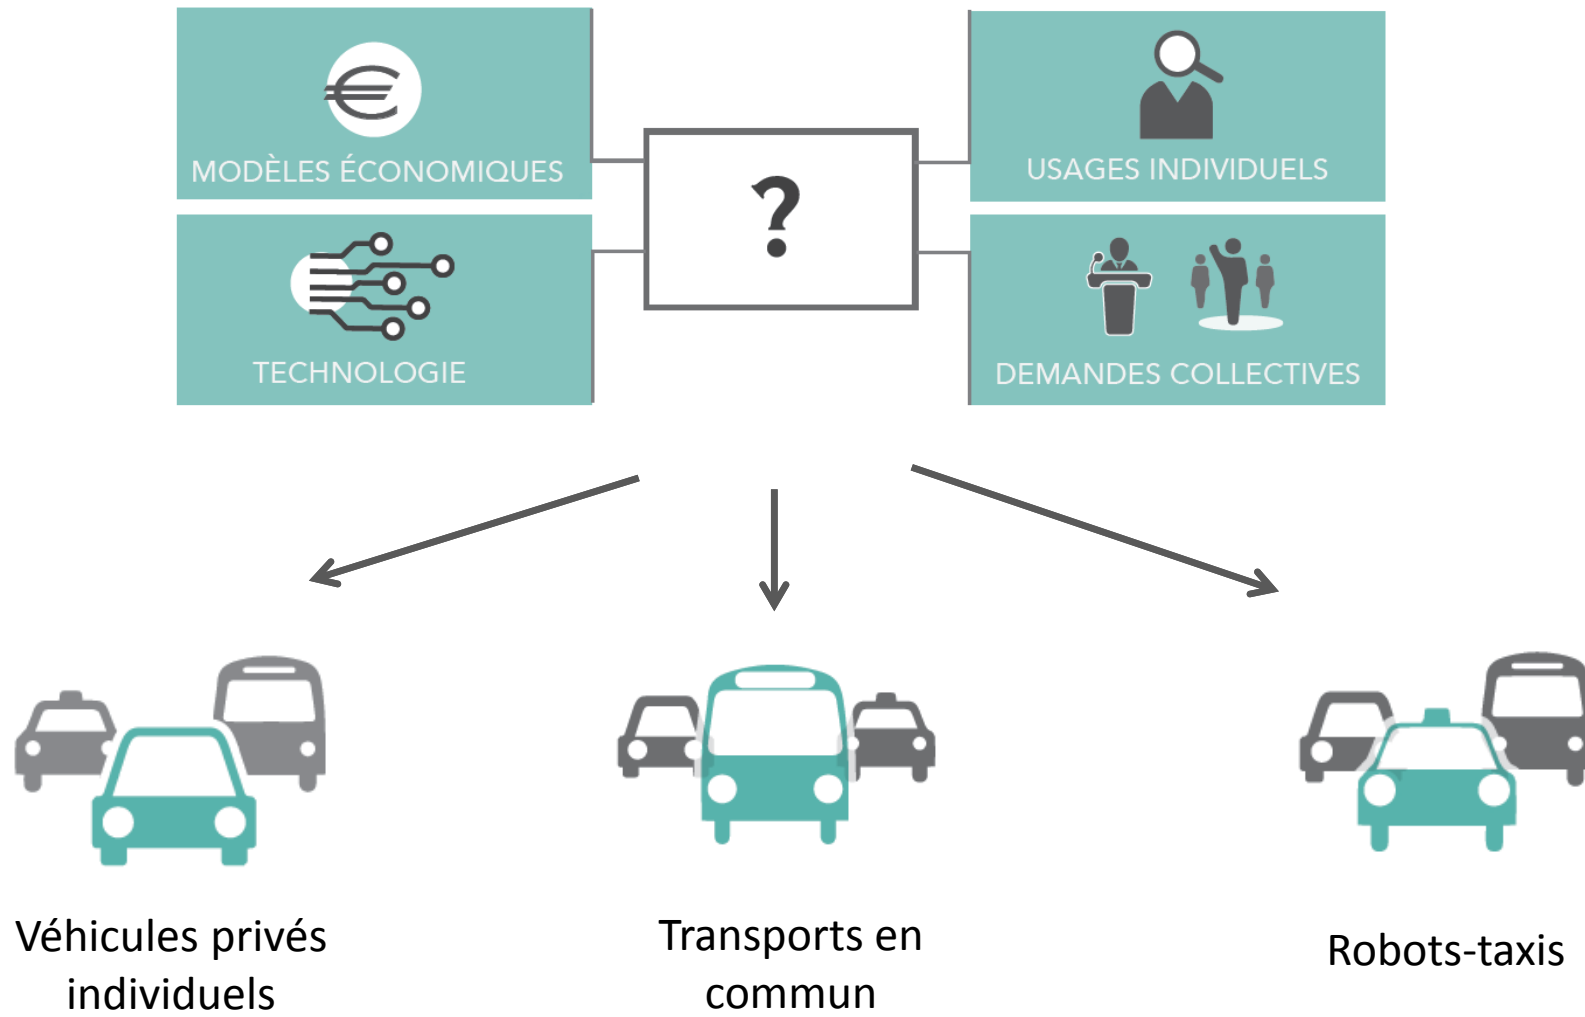 MODÈLES ÉCONOMIQUES
USAGES INDIVIDUELS
?
TECHNOLOGIE
DEMANDES COLLECTIVES
Véhicules privés
individuels
Transports en
commun
Robots-taxis